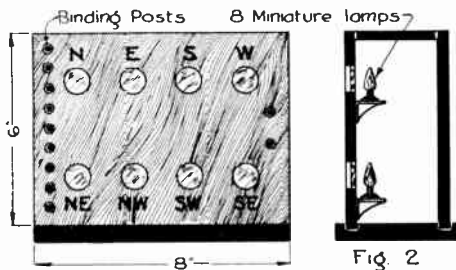 Binding Posts 8 Miniature lamps
N E S W
6"
NE NW SW SE
8"
Fig. 2